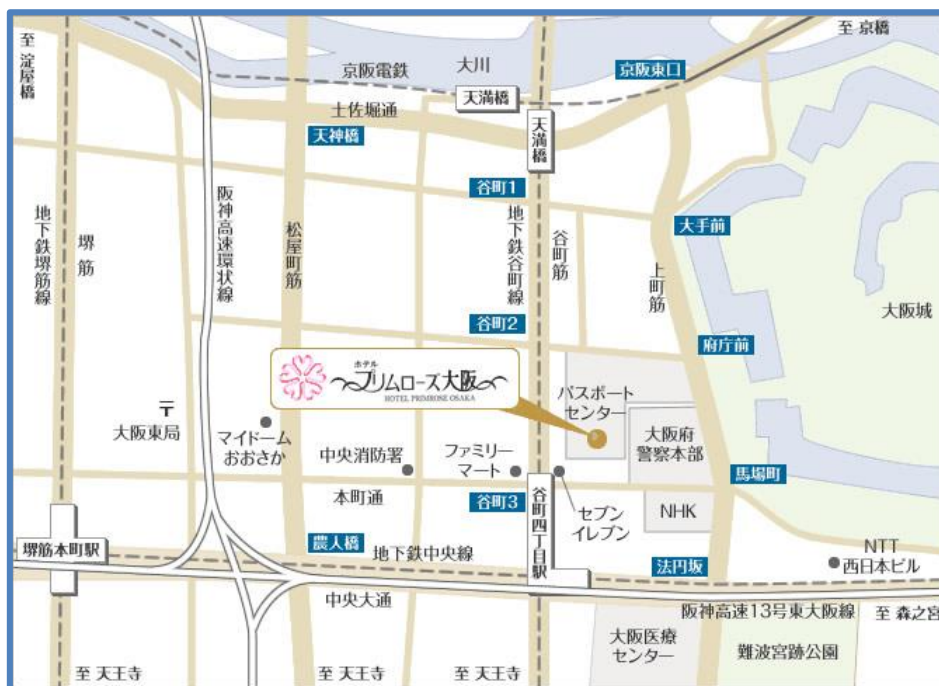 至 淀屋橋
京阪電鉄
大川
至 京橋
京阪東口
天満橋
土佐堀通
天神橋
天満橋
谷町1
大手前
地下鉄堺筋線
堺筋
阪神高速環状線
松屋町筋
地下鉄谷町線
谷町筋
上町筋
大阪城
谷町2
府庁前
ホテル
プリムローズ大阪
HOTEL PRIMROSE OSAKA
パスポート
センター
〒
大阪東局
マイドーム
おおさか
中央消防署
ファミリー
マート
大阪府
警察本部
馬場町
本町通
谷町3
谷町四丁目駅
セブン
イレブン
NHK
堺筋本町駅
農人橋
地下鉄中央線
法円坂
NTT
西日本ビル
中央大通
阪神高速13号東大阪線
至 森之宮
大阪医療
センター
難波宮跡公園
至 天王寺
至 天王寺
至 天王寺